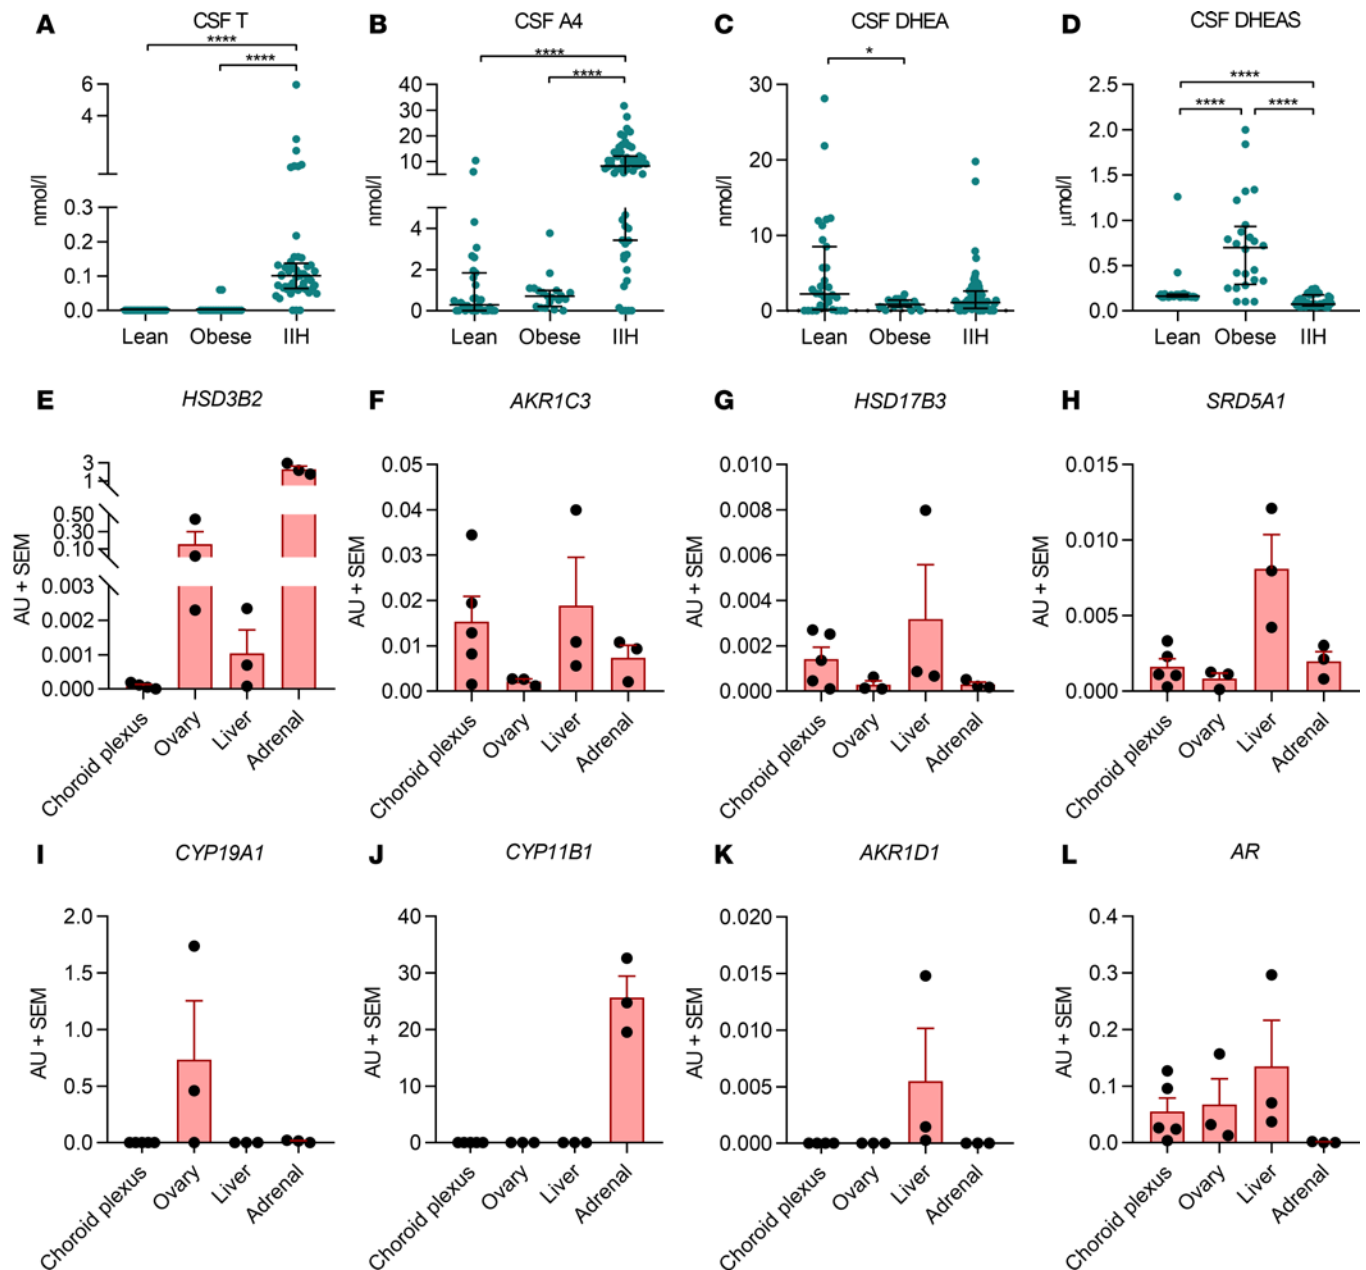 A CSF T
**** ****
6
4
0.3
0.2
0.1
0.0
nmol/l
Lean Obese IIH
B CSF A4
**** ****
40
30
20
10
6
4
2
0
nmol/l
Lean Obese IIH
C CSF DHEA
*
30
20
10
0
nmol/l
Lean Obese IIH
D CSF DHEAS
****
**** ****
2.5
2.0
1.5
1.0
0.5
0.0
μmol/l
Lean Obese IIH
E HSD3B2
3
1
0.50
0.30
0.10
0.003
0.002
0.001
0.000
AU + SEM
Choroid plexus Ovary Liver Adrenal
F AKR1C3
0.05
0.04
0.03
0.02
0.01
0.00
AU + SEM
Choroid plexus Ovary Liver Adrenal
G HSD17B3
0.010
0.008
0.006
0.004
0.002
0.000
AU + SEM
Choroid plexus Ovary Liver Adrenal
H SRD5A1
0.015
0.010
0.005
0.000
AU + SEM
Choroid plexus Ovary Liver Adrenal
I CYP19A1
2.0
1.5
1.0
0.5
0.0
AU + SEM
Choroid plexus Ovary Liver Adrenal
J CYP11B1
40
30
20
10
0
AU + SEM
Choroid plexus Ovary Liver Adrenal
K AKR1D1
0.020
0.015
0.010
0.005
0.000
AU + SEM
Choroid plexus Ovary Liver Adrenal
L AR
0.4
0.3
0.2
0.1
0.0
AU + SEM
Choroid plexus Ovary Liver Adrenal